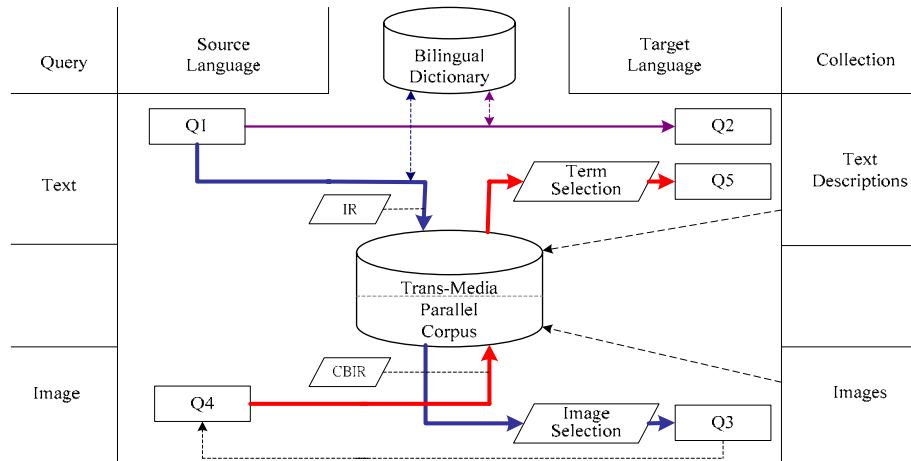 Query
Source
Language
Bilingual
Dictionary
Target
Language
Collection
Q1
Q2
Text
Term
Selection
Q5
Text
Descriptions
IR
Trans-Media
Parallel
Corpus
CBIR
Image
Q4
Image
Selection
Q3
Images